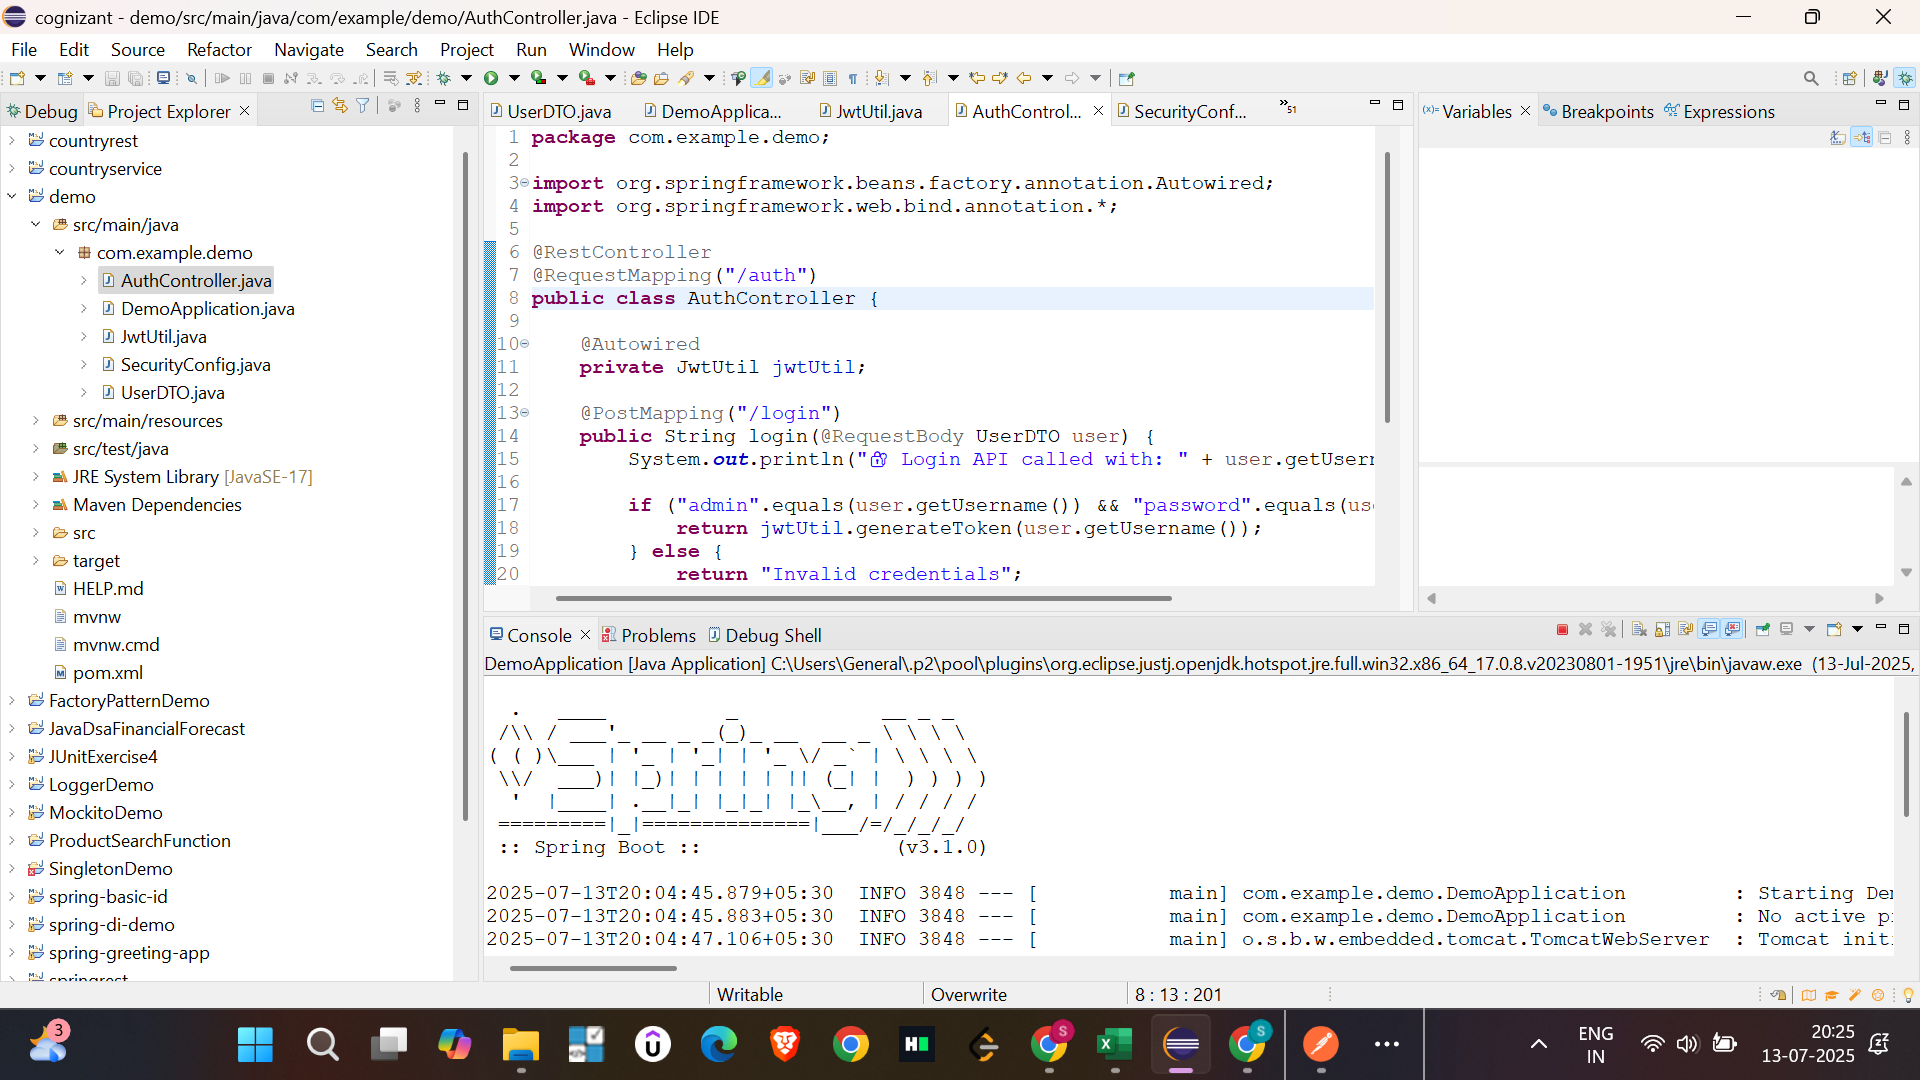 cognizant - demo/src/main/java/com/example/demo/AuthController.java - Eclipse IDE
File Edit Source Refactor Navigate Search Project Run Window Help
Debug Project Explorer
countryrest
countryservice
demo
src/main/java
com.example.demo
AuthController.java
DemoApplication.java
JwtUtil.java
SecurityConfig.java
UserDTO.java
src/main/resources
src/test/java
JRE System Library [JavaSE-17]
Maven Dependencies
src
target
HELP.md
mvnw
mvnw.cmd
pom.xml
FactoryPatternDemo
JavaDsaFinancialForecast
JUnitExercise4
LoggerDemo
MockitoDemo
ProductSearchFunction
SingletonDemo
spring-basic-id
spring-di-demo
spring-greeting-app
springrest
UserDTO.java DemoApplica... JwtUtil.java AuthControl... SecurityConf... »51
1 package com.example.demo;
2
3 import org.springframework.beans.factory.annotation.Autowired;
4 import org.springframework.web.bind.annotation.*;
5
6 @RestController
7 @RequestMapping("/auth")
8 public class AuthController {
9
10 @Autowired
11 private JwtUtil jwtUtil;
12
13 @PostMapping("/login")
14 public String login(@RequestBody UserDTO user) {
15 System.out.println("🔐 Login API called with: " + user.getUsern
16
17 if ("admin".equals(user.getUsername()) && "password".equals(us
18 return jwtUtil.generateToken(user.getUsername());
19 } else {
20 return "Invalid credentials";
Variables Breakpoints Expressions
Console Problems Debug Shell
DemoApplication [Java Application] C:\Users\General\.p2\pool\plugins\org.eclipse.justj.openjdk.hotspot.jre.full.win32.x86_64_17.0.8.v20230801-1951\jre\bin\javaw.exe (13-Jul-2025,
Spring
:: Spring Boot :: (v3.1.0)
2025-07-13T20:04:45.879+05:30 INFO 3848 --- [ main] com.example.demo.DemoApplication : Starting Der
2025-07-13T20:04:45.883+05:30 INFO 3848 --- [ main] com.example.demo.DemoApplication : No active p
2025-07-13T20:04:47.106+05:30 INFO 3848 --- [ main] o.s.b.w.embedded.tomcat.TomcatWebServer : Tomcat init
Writable Overwrite 8 : 13 : 201
3
S
S
ENG
IN
20:25
13-07-2025